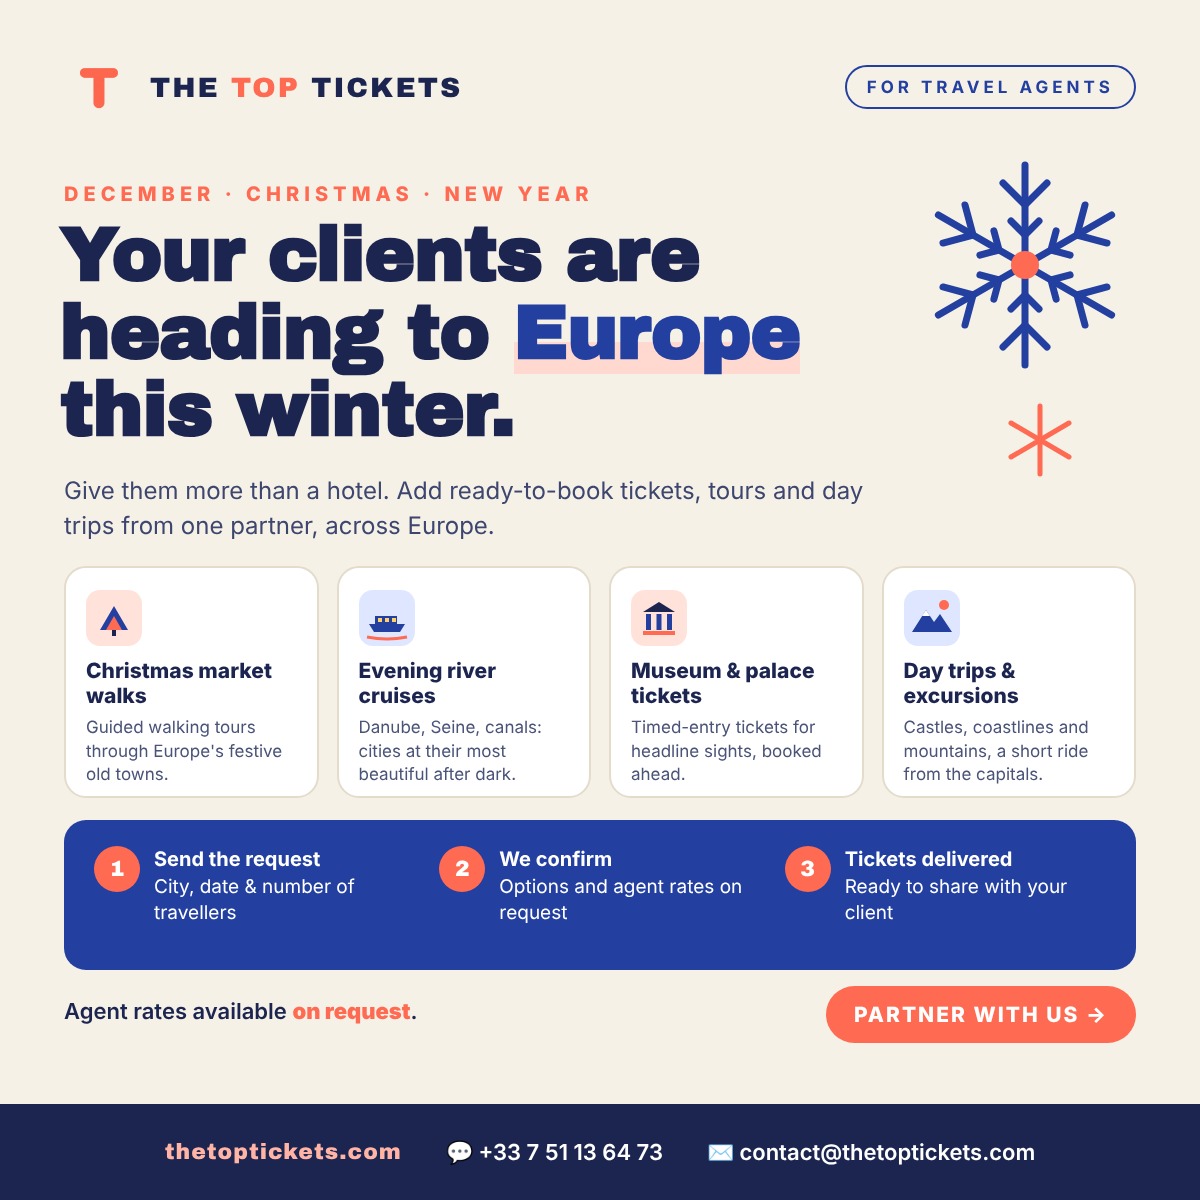 THE TOP TICKETS
FOR TRAVEL AGENTS
DECEMBER · CHRISTMAS · NEW YEAR
Your clients are
heading to Europe
this winter.
Give them more than a hotel. Add ready-to-book tickets, tours and day
trips from one partner, across Europe.
Christmas market
walks
Guided walking tours
through Europe's festive
old towns.
Evening river
cruises
Danube, Seine, canals:
cities at their most
beautiful after dark.
Museum & palace
tickets
Timed-entry tickets for
headline sights, booked
ahead.
Day trips &
excursions
Castles, coastlines and
mountains, a short ride
from the capitals.
1 Send the request
City, date & number of
travellers
2 We confirm
Options and agent rates on
request
3 Tickets delivered
Ready to share with your
client
Agent rates available on request.
PARTNER WITH US →
thetoptickets.com
💬 +33 7 51 13 64 73
✉️ contact@thetoptickets.com